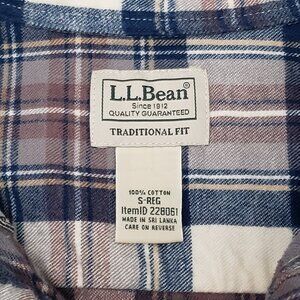 L.L.Bean®
Since 1912
QUALITY GUARANTEED
TRADITIONAL FIT
100% COTTON
S-REG
ItemID 228061
MADE IN SRI LANKA
CARE ON REVERSE